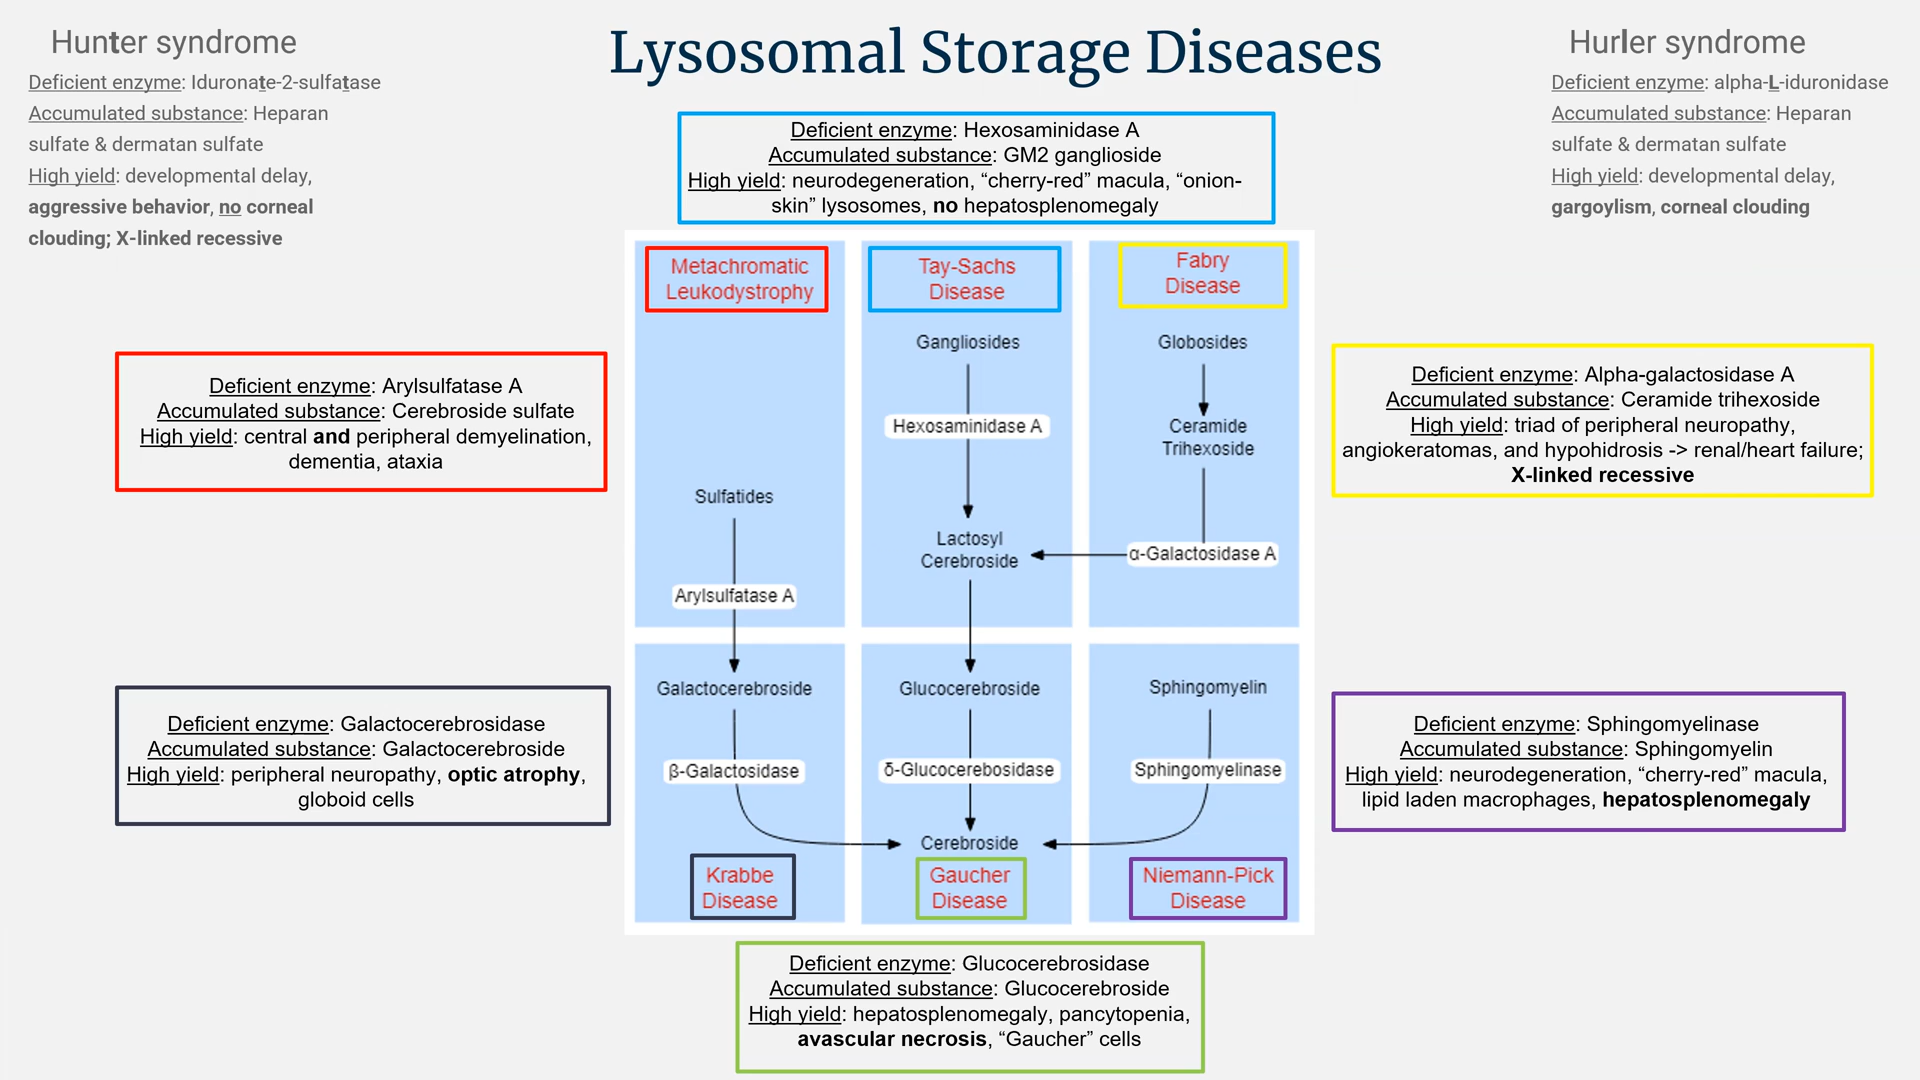 Lysosomal Storage Diseases
Hunter syndrome
Deficient enzyme: Iduronate-2-sulfatase
Accumulated substance: Heparan
sulfate & dermatan sulfate
High yield: developmental delay,
aggressive behavior, no corneal
clouding; X-linked recessive
Hurler syndrome
Deficient enzyme: alpha-L-iduronidase
Accumulated substance: Heparan
sulfate & dermatan sulfate
High yield: developmental delay,
gargoylism, corneal clouding
Deficient enzyme: Hexosaminidase A
Accumulated substance: GM2 ganglioside
High yield: neurodegeneration, “cherry-red” macula, “onion-
skin” lysosomes, no hepatosplenomegaly
Metachromatic
Leukodystrophy
Tay-Sachs
Disease
Fabry
Disease
Deficient enzyme: Arylsulfatase A
Accumulated substance: Cerebroside sulfate
High yield: central and peripheral demyelination,
dementia, ataxia
Sulfatides
Arylsulfatase A
Gangliosides
Hexosaminidase A
Lactosyl
Cerebroside
Globosides
Ceramide
Trihexoside
α-Galactosidase A
Deficient enzyme: Alpha-galactosidase A
Accumulated substance: Ceramide trihexoside
High yield: triad of peripheral neuropathy,
angiokeratomas, and hypohidrosis -> renal/heart failure;
X-linked recessive
Deficient enzyme: Galactocerebrosidase
Accumulated substance: Galactocerebroside
High yield: peripheral neuropathy, optic atrophy,
globoid cells
Galactocerebroside
β-Galactosidase
Krabbe
Disease
Glucocerebroside
δ-Glucocerebosidase
Cerebroside
Gaucher
Disease
Sphingomyelin
Sphingomyelinase
Niemann-Pick
Disease
Deficient enzyme: Sphingomyelinase
Accumulated substance: Sphingomyelin
High yield: neurodegeneration, “cherry-red” macula,
lipid laden macrophages, hepatosplenomegaly
Deficient enzyme: Glucocerebrosidase
Accumulated substance: Glucocerebroside
High yield: hepatosplenomegaly, pancytopenia,
avascular necrosis, “Gaucher” cells